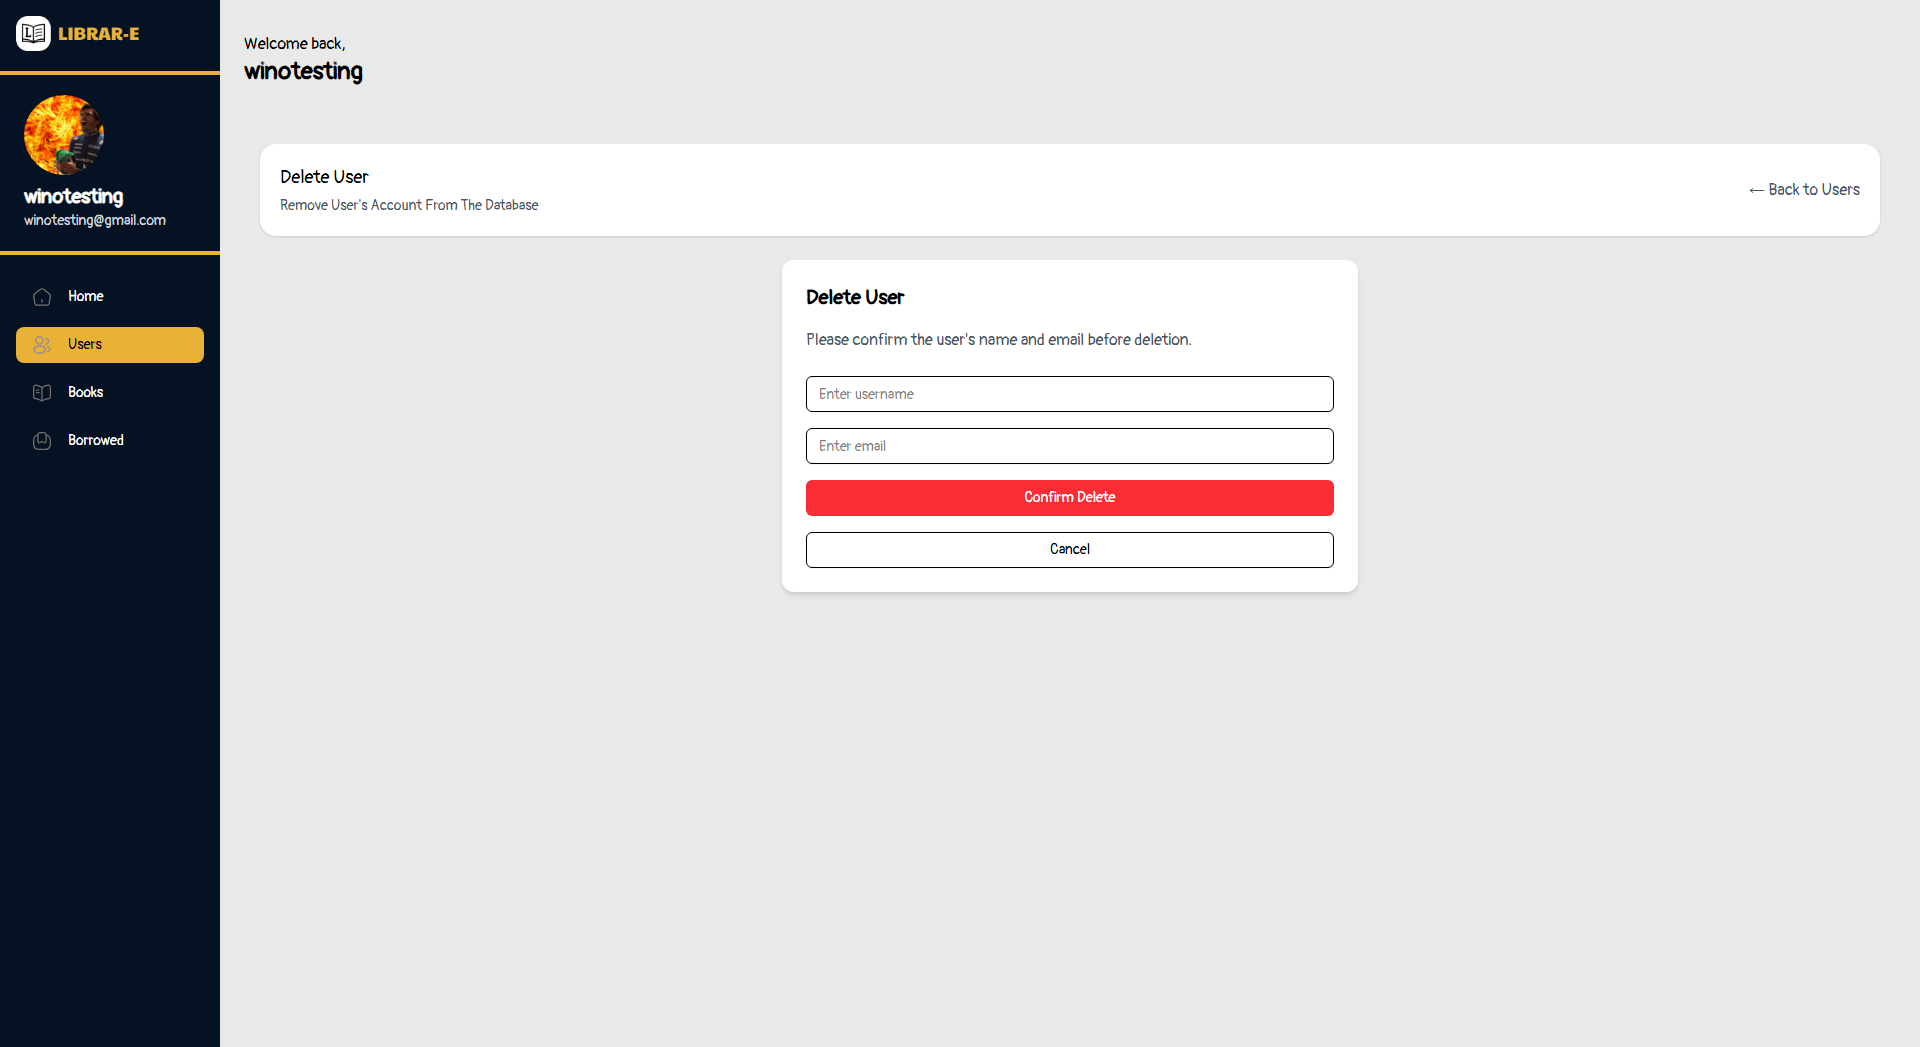 LIBRAR-E
winotesting
winotesting@gmail.com
Home
Users
Books
Borrowed
Welcome back,
winotesting
Delete User
Remove User's Account From The Database
← Back to Users
Delete User
Please confirm the user's name and email before deletion.
Enter username
Enter email
Confirm Delete
Cancel